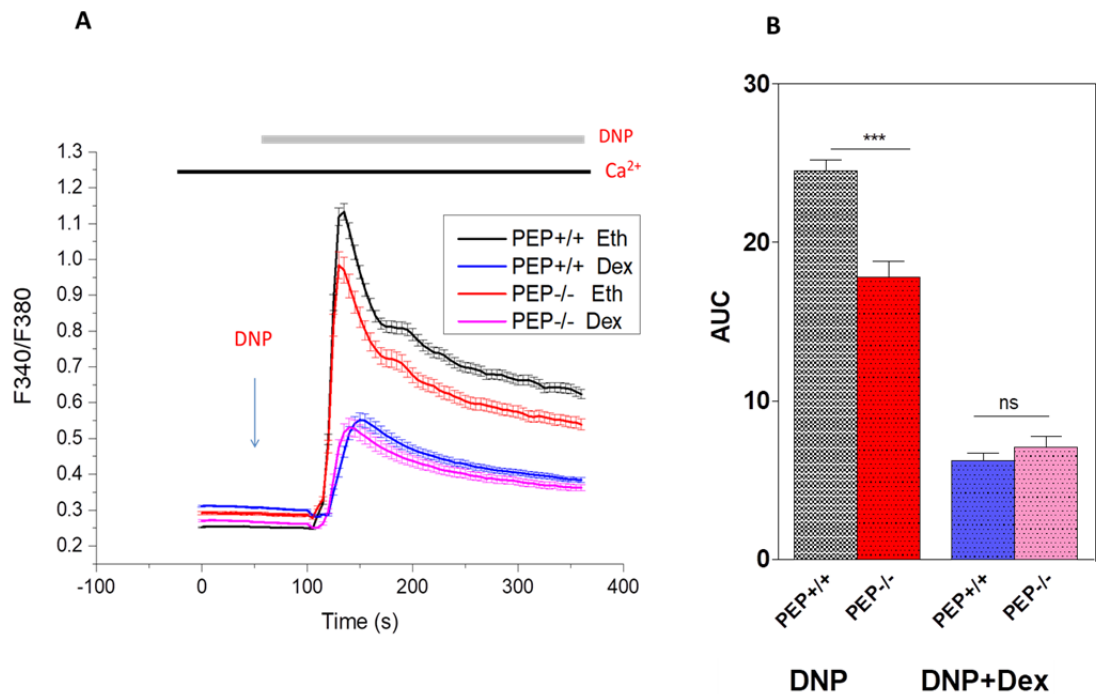 A
DNP
Ca²⁺
1.3
1.2
1.1
1.0
0.9
0.8
0.7
0.6
0.5
0.4
0.3
0.2
F340/F380
PEP+/+ Eth
PEP+/+ Dex
PEP-/- Eth
PEP-/- Dex
DNP
-100
0
100
200
300
400
Time (s)
B
30
20
10
0
AUC
***
ns
PEP+/+
PEP-/-
PEP+/+
PEP-/-
DNP
DNP+Dex